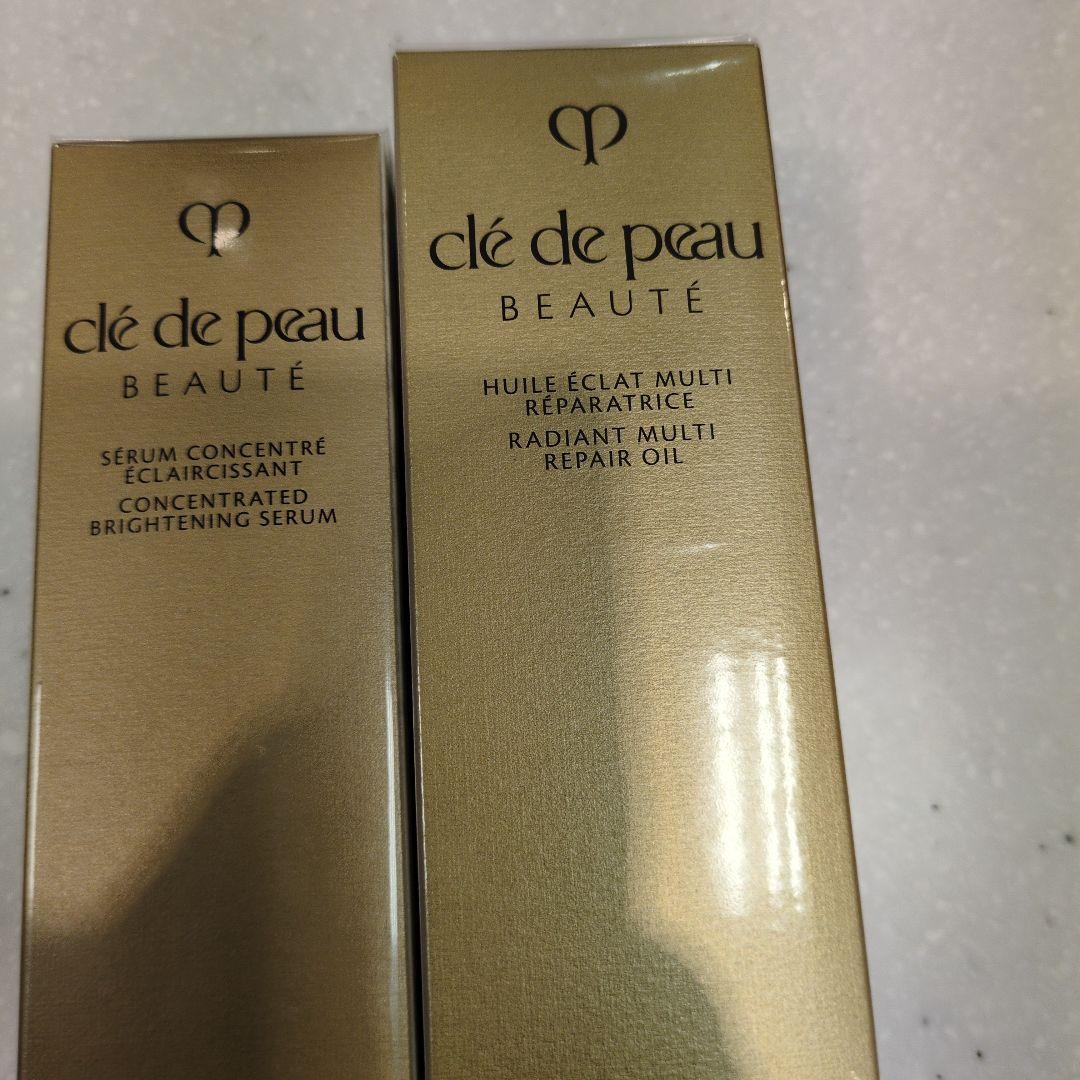 clé de peau
BEAUTÉ
SÉRUM CONCENTRÉ
ÉCLAIRCISSANT
CONCENTRATED
BRIGHTENING SERUM
clé de peau
BEAUTÉ
HUILE ÉCLAT MULTI
RÉPARATRICE
RADIANT MULTI
REPAIR OIL